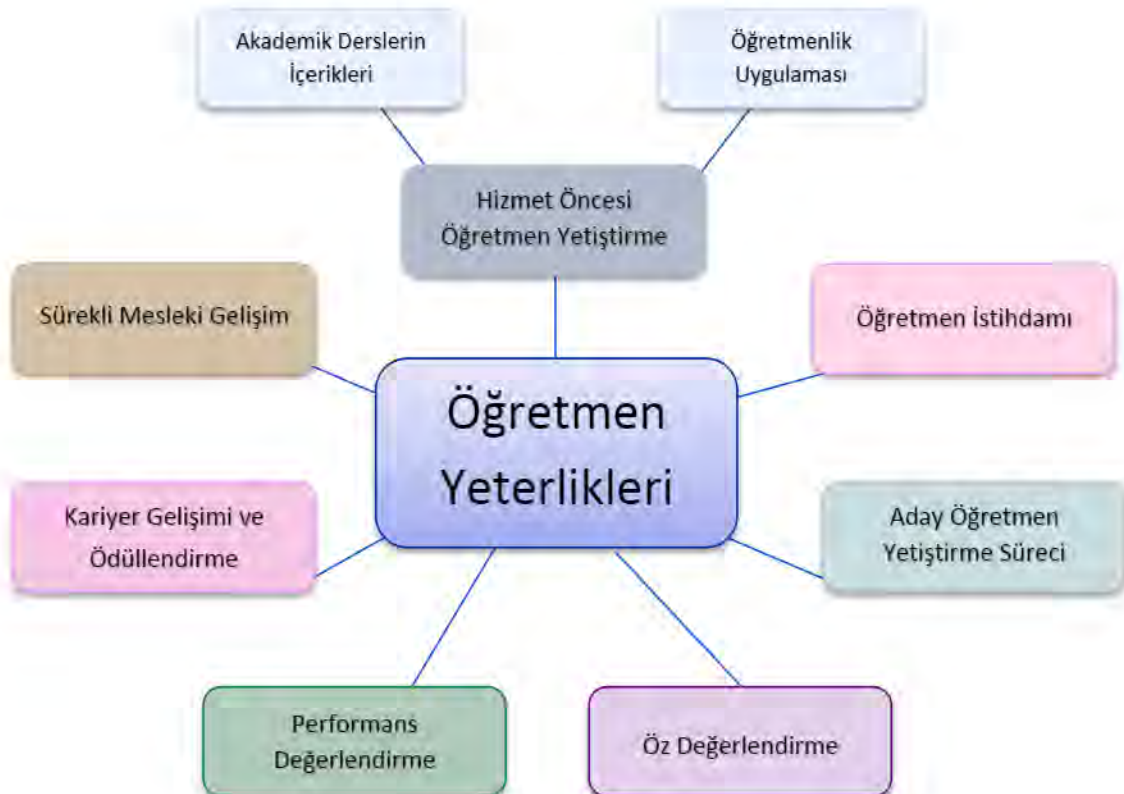 Akademik Derslerin
İçerikleri
Öğretmenlik
Uygulaması
Hizmet Öncesi
Öğretmen Yetiştirme
Sürekli Mesleki Gelişim
Öğretmen İstihdamı
Öğretmen
Yeterlikleri
Kariyer Gelişimi ve
Ödüllendirme
Aday Öğretmen
Yetiştirme Süreci
Performans
Değerlendirme
Öz Değerlendirme